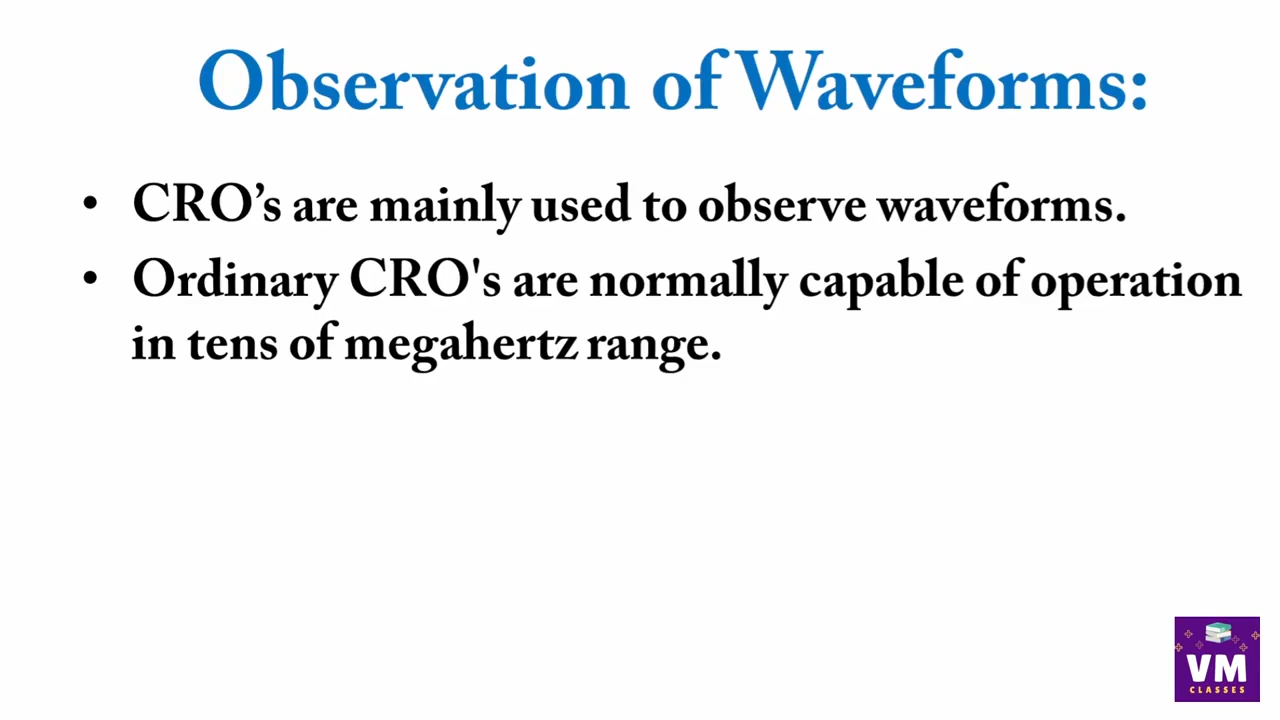 Observation of Waveforms:
• CRO’s are mainly used to observe waveforms.
• Ordinary CRO's are normally capable of operation
in tens of megahertz range.
VM
CLASSES